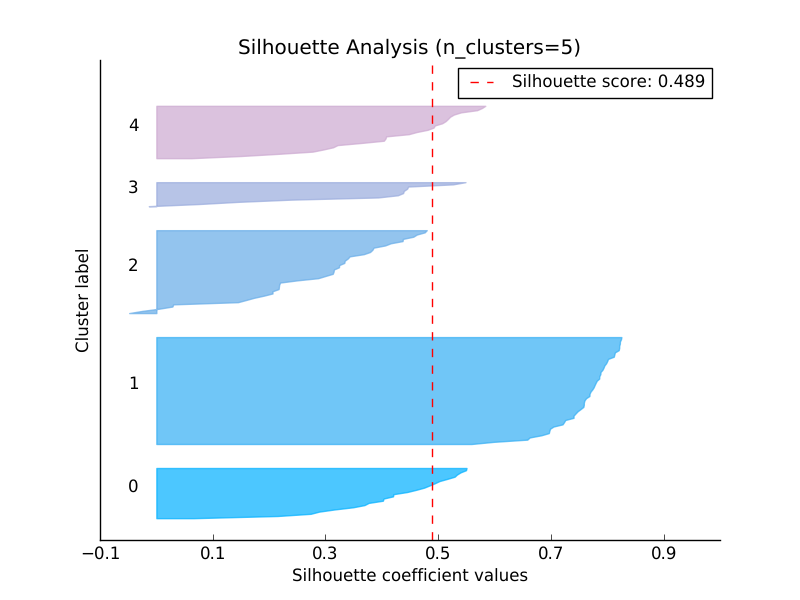 Silhouette Analysis (n_clusters=5)
Silhouette score: 0.489
4
3
2
1
0
Cluster label
−0.1 0.1 0.3 0.5 0.7 0.9
Silhouette coefficient values